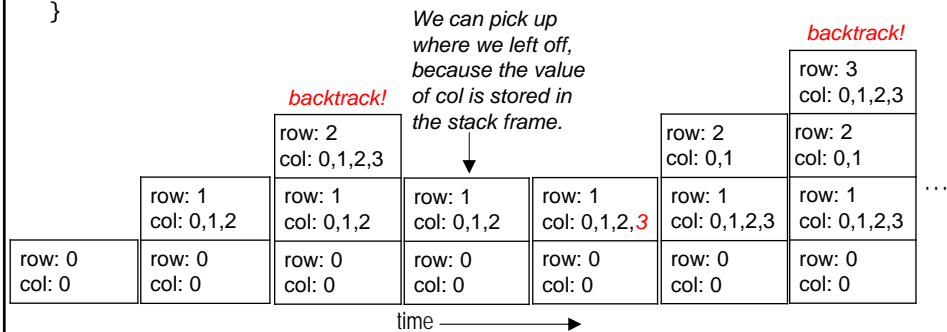 }
We can pick up
where we left off,
because the value
of col is stored in
the stack frame.
backtrack!
row: 3
col: 0,1,2,3
backtrack!
row: 2
col: 0,1,2,3
row: 2
col: 0,1
row: 2
col: 0,1
row: 1
col: 0,1,2
row: 1
col: 0,1,2
row: 1
col: 0,1,2
row: 1
col: 0,1,2,3
row: 1
col: 0,1,2,3
row: 1
col: 0,1,2,3
...
row: 0
col: 0
row: 0
col: 0
row: 0
col: 0
row: 0
col: 0
row: 0
col: 0
row: 0
col: 0
row: 0
col: 0
time